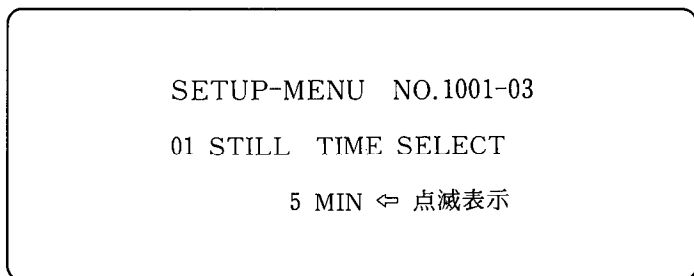 SETUP-MENU NO.1001-03
01 STILL TIME SELECT
5 MIN ⇦ 点滅表示